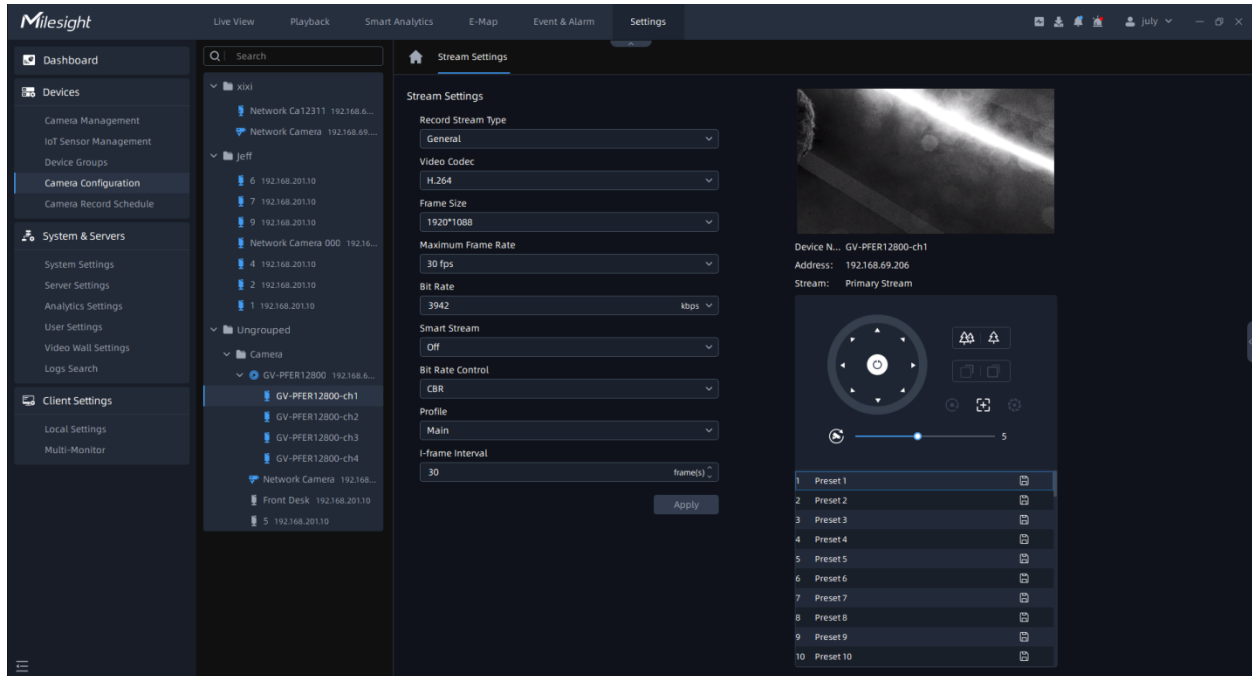 Milesight
Live View
Playback
Smart Analytics
E-Map
Event & Alarm
Settings
july
Dashboard
Devices
Camera Management
IoT Sensor Management
Device Groups
Camera Configuration
Camera Record Schedule
System & Servers
System Settings
Server Settings
Analytics Settings
User Settings
Video Wall Settings
Logs Search
Client Settings
Local Settings
Multi-Monitor
Search
xixi
Network Ca12311 192.168.6...
Network Camera 192.168.69....
Jeff
6 192.168.201.10
7 192.168.201.10
9 192.168.201.10
Network Camera 000 192.16...
4 192.168.201.10
2 192.168.201.10
1 192.168.201.10
Ungrouped
Camera
GV-PFER12800 192.168.6...
GV-PFER12800-ch1
GV-PFER12800-ch2
GV-PFER12800-ch3
GV-PFER12800-ch4
Network Camera 192.168...
Front Desk 192.168.201.10
5 192.168.201.10
Stream Settings
Stream Settings
Record Stream Type
General
Video Codec
H.264
Frame Size
1920*1088
Maximum Frame Rate
30 fps
Bit Rate
3942 kbps
Smart Stream
Off
Bit Rate Control
CBR
Profile
Main
I-frame Interval
30 frame(s)
Apply
Device N... GV-PFER12800-ch1
Address: 192.168.69.206
Stream: Primary Stream
5
1 Preset 1
2 Preset 2
3 Preset 3
4 Preset 4
5 Preset 5
6 Preset 6
7 Preset 7
8 Preset 8
9 Preset 9
10 Preset 10